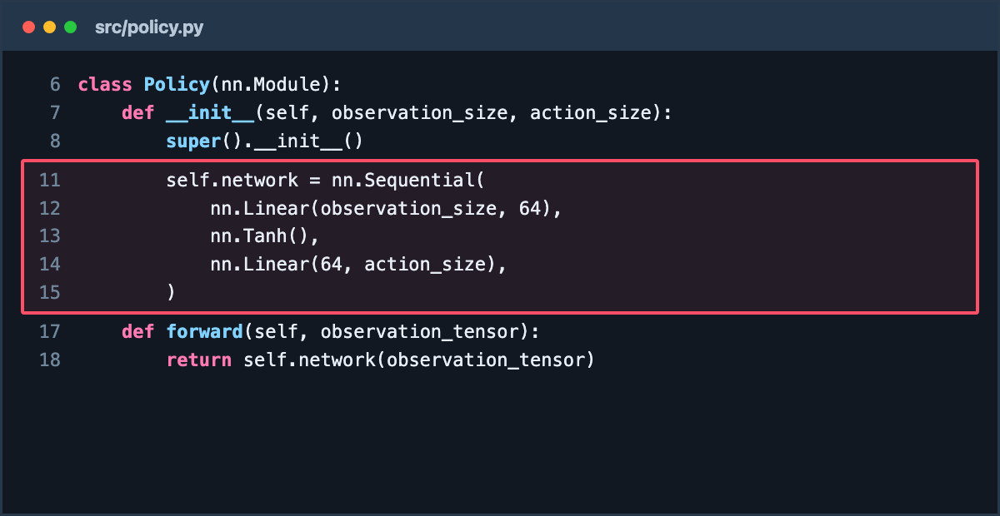 src/policy.py
6 class Policy(nn.Module):
7     def __init__(self, observation_size, action_size):
8         super().__init__()
11         self.network = nn.Sequential(
12             nn.Linear(observation_size, 64),
13             nn.Tanh(),
14             nn.Linear(64, action_size),
15         )
17     def forward(self, observation_tensor):
18         return self.network(observation_tensor)